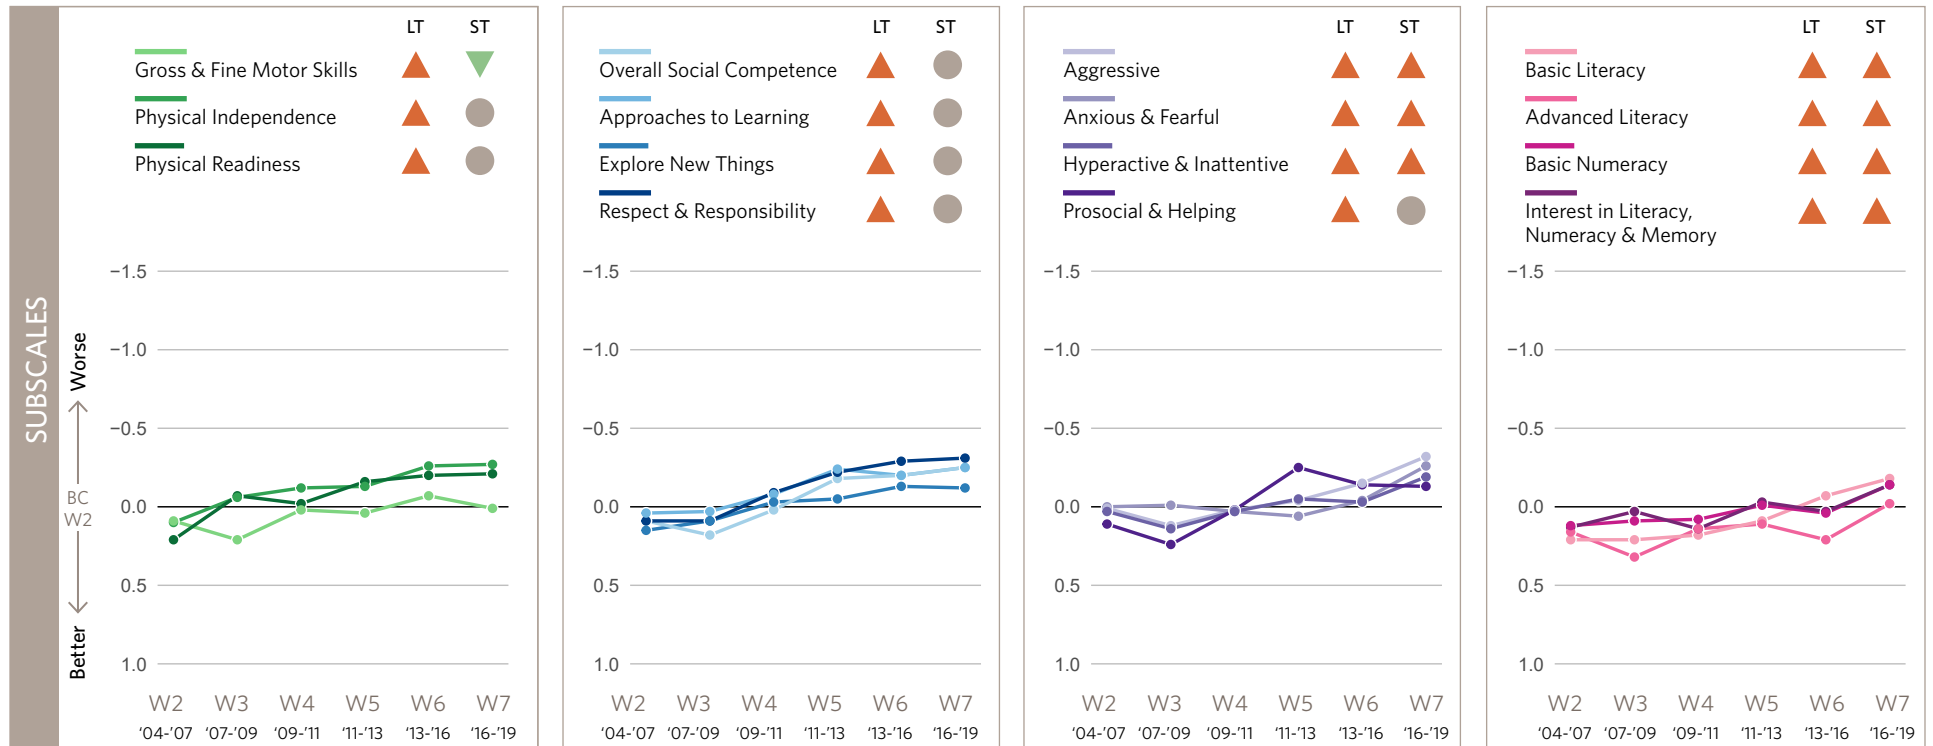 SUBSCALES
Worse
BC
W2
Better
LT ST
Gross & Fine Motor Skills
Physical Independence
Physical Readiness
−1.5
−1.0
−0.5
0.0
0.5
1.0
W2 W3 W4 W5 W6 W7
‘04-’07 ‘07-’09 ‘09-’11 ‘11-’13 ‘13-’16 ‘16-’19
LT ST
Overall Social Competence
Approaches to Learning
Explore New Things
Respect & Responsibility
−1.5
−1.0
−0.5
0.0
0.5
1.0
W2 W3 W4 W5 W6 W7
‘04-’07 ‘07-’09 ‘09-’11 ‘11-’13 ‘13-’16 ‘16-’19
LT ST
Aggressive
Anxious & Fearful
Hyperactive & Inattentive
Prosocial & Helping
−1.5
−1.0
−0.5
0.0
0.5
1.0
W2 W3 W4 W5 W6 W7
‘04-’07 ‘07-’09 ‘09-’11 ‘11-’13 ‘13-’16 ‘16-’19
LT ST
Basic Literacy
Advanced Literacy
Basic Numeracy
Interest in Literacy,
Numeracy & Memory
−1.5
−1.0
−0.5
0.0
0.5
1.0
W2 W3 W4 W5 W6 W7
‘04-’07 ‘07-’09 ‘09-’11 ‘11-’13 ‘13-’16 ‘16-’19